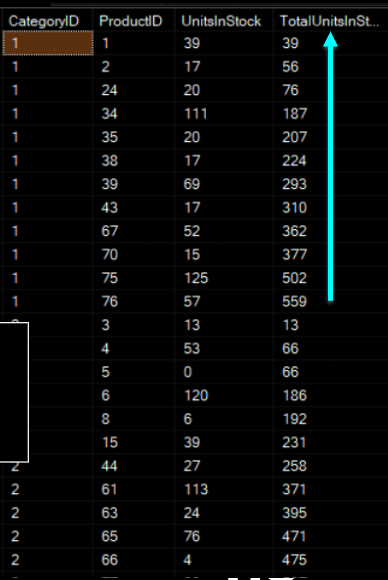 CategoryID ProductID UnitsInStock TotalUnitsInSt...
1 1 39 39
1 2 17 56
1 24 20 76
1 34 111 187
1 35 20 207
1 38 17 224
1 39 69 293
1 43 17 310
1 67 52 362
1 70 15 377
1 75 125 502
1 76 57 559
3 13 13
4 53 66
5 0 66
6 120 186
8 6 192
15 39 231
2 44 27 258
2 61 113 371
2 63 24 395
2 65 76 471
2 66 4 475